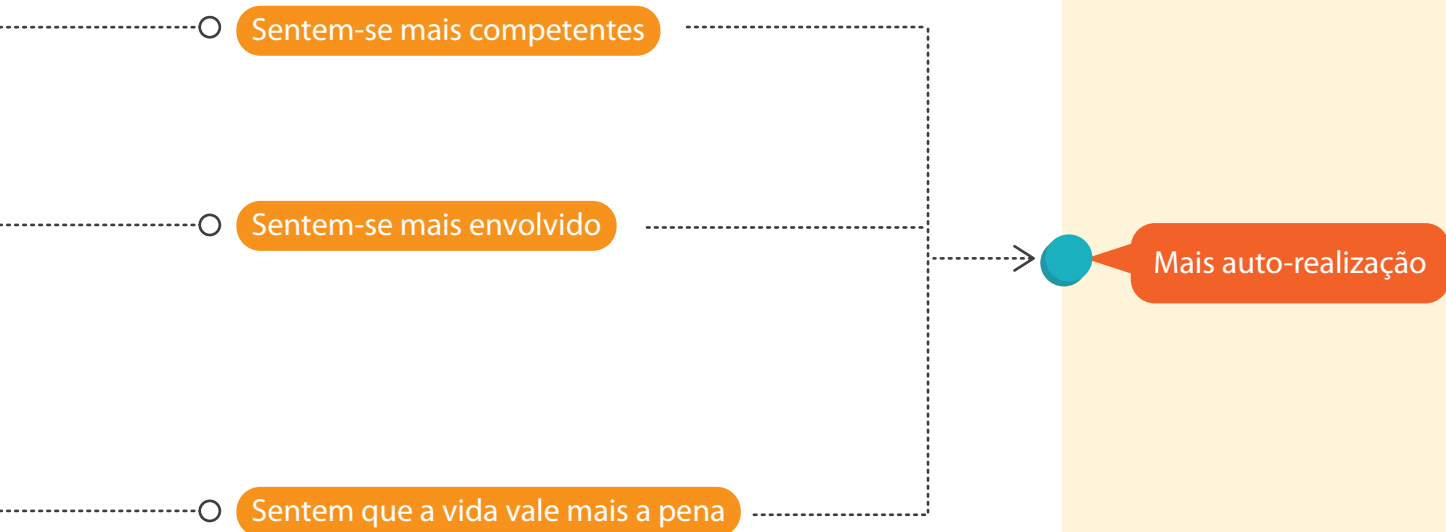 Sentem-se mais competentes
Sentem-se mais envolvido
Mais auto-realização
Sentem que a vida vale mais a pena